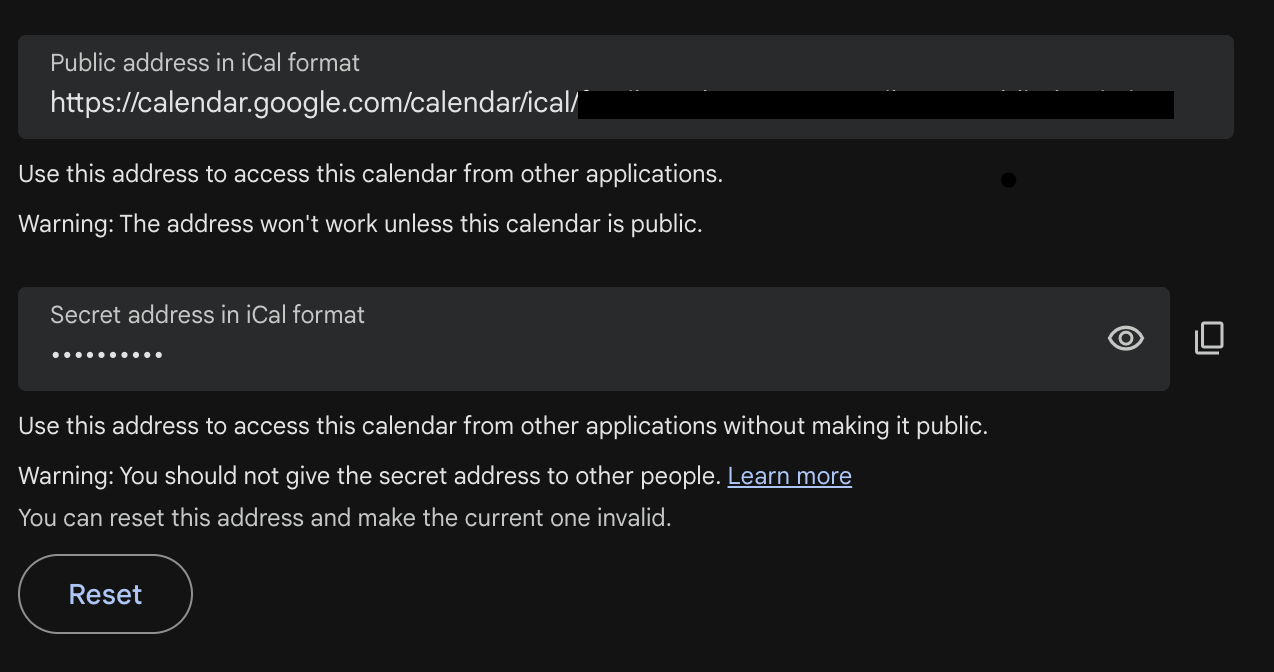 Public address in iCal format
https://calendar.google.com/calendar/ical/
Use this address to access this calendar from other applications.
Warning: The address won't work unless this calendar is public.
Secret address in iCal format
••••••••••
Use this address to access this calendar from other applications without making it public.
Warning: You should not give the secret address to other people. Learn more
You can reset this address and make the current one invalid.
Reset